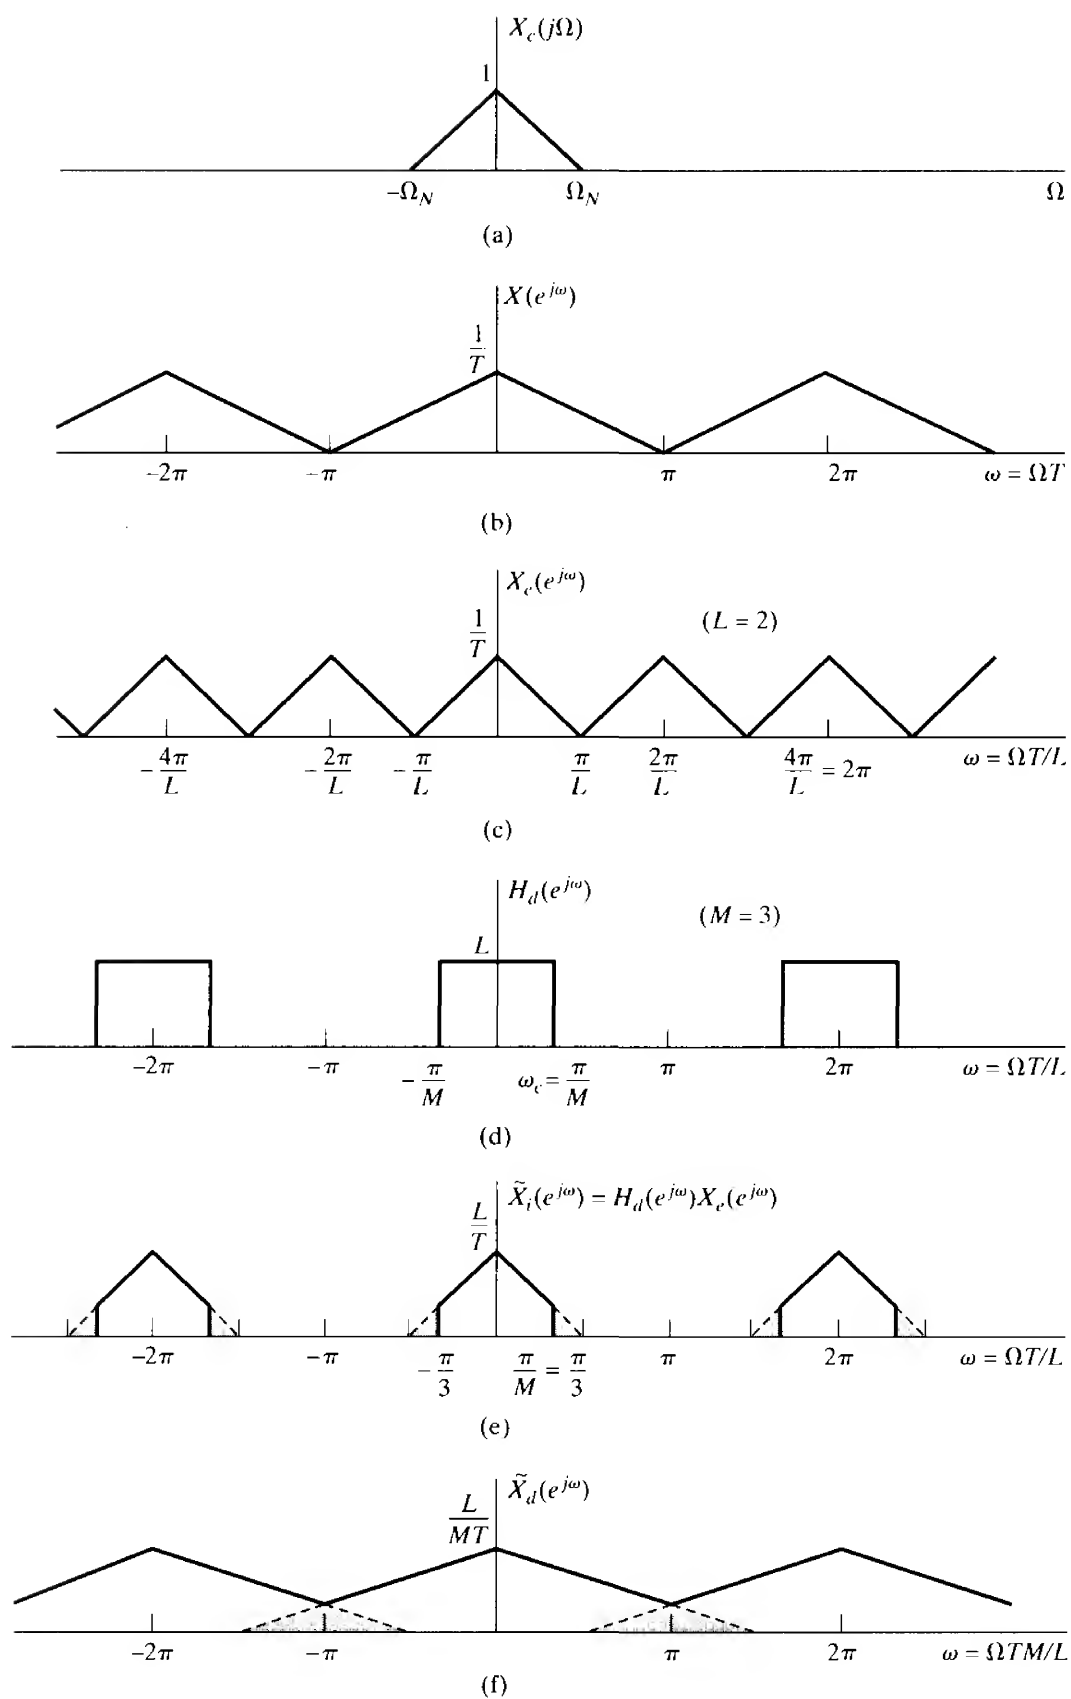 X_c(jΩ)
1
-Ω_N Ω_N Ω
(a)
X(e^{jω})
1/T
-2π -π π 2π ω = ΩT
(b)
X_e(e^{jω})
1/T (L = 2)
-4π/L -2π/L -π/L π/L 2π/L 4π/L = 2π ω = ΩT/L
(c)
H_d(e^{jω})
L (M = 3)
-2π -π -π/M ω_c = π/M π 2π ω = ΩT/L
(d)
X̃_i(e^{jω}) = H_d(e^{jω})X_e(e^{jω})
L/T
-2π -π -π/3 π/M = π/3 π 2π ω = ΩT/L
(e)
X̃_d(e^{jω})
L/MT
-2π -π π 2π ω = ΩTM/L
(f)